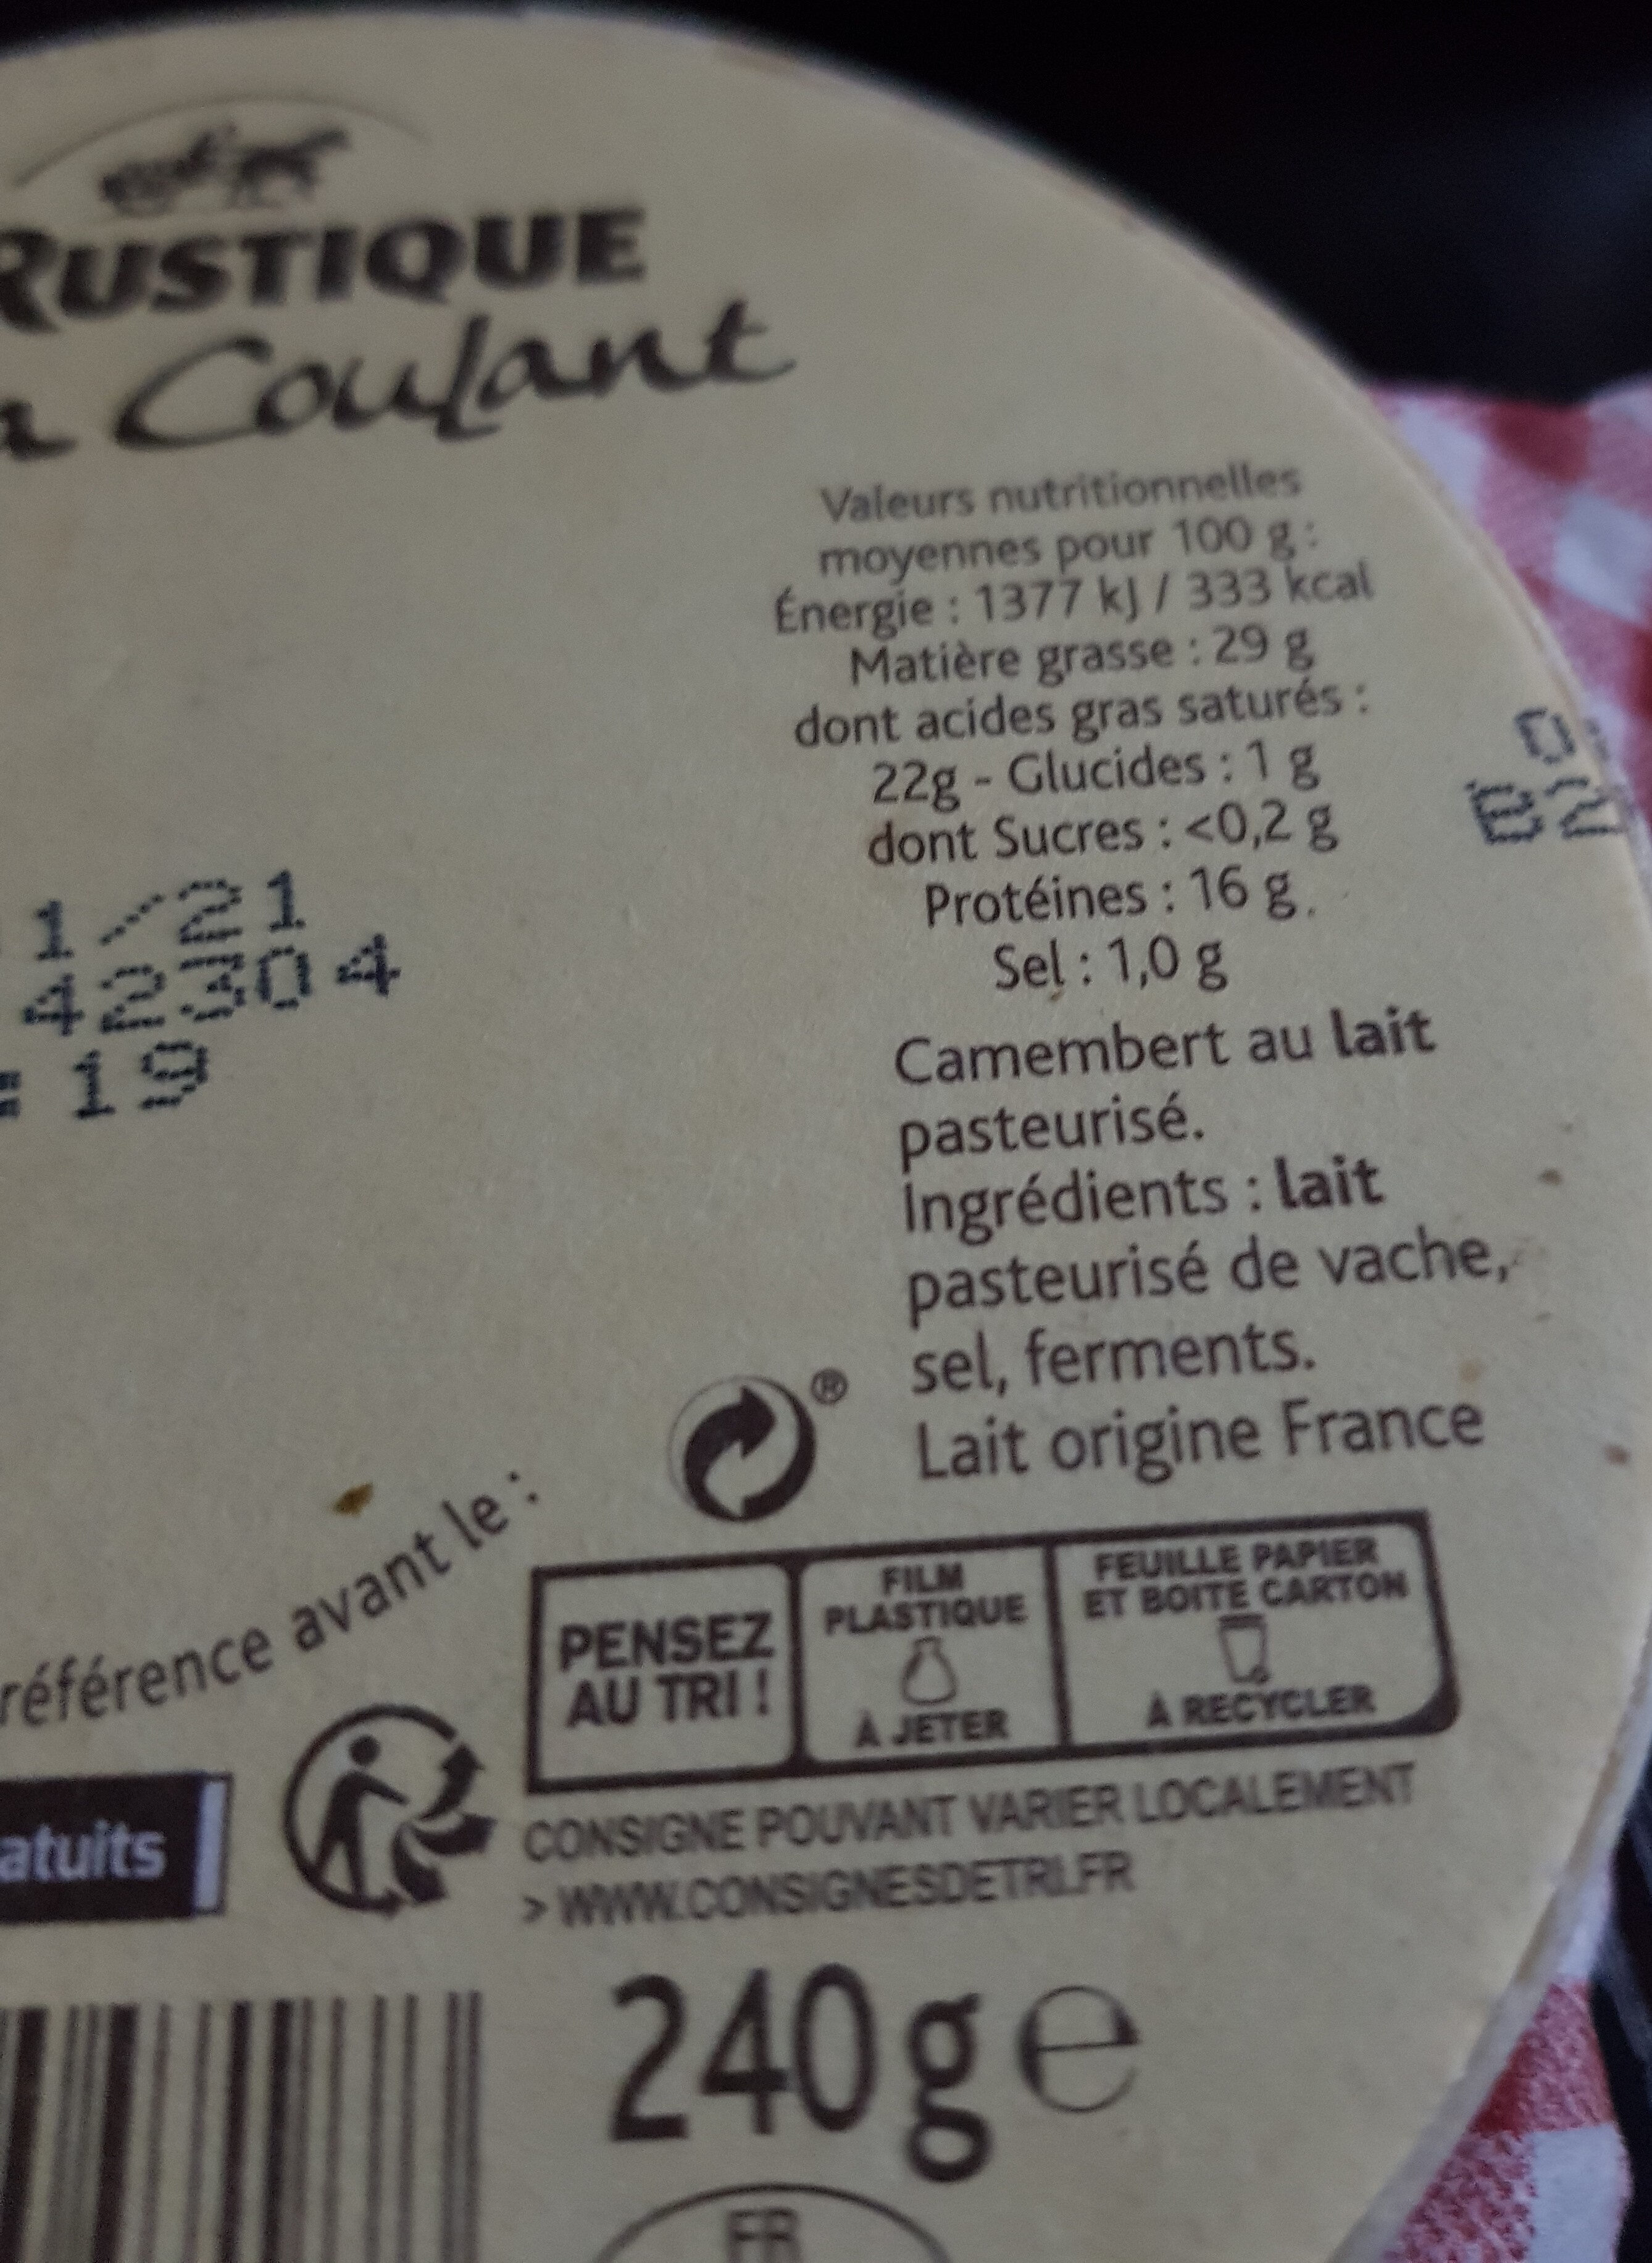 RUSTIQUE
Coulant
Valeurs nutritionnelles
moyennes pour 100 g :
Énergie : 1377 kJ / 333 kcal
Matière grasse : 29 g
dont acides gras saturés :
22g - Glucides : 1 g
dont Sucres : <0,2 g
Protéines : 16 g.
Sel : 1,0 g
1/21
42304
19
Camembert au lait
pasteurisé.
Ingrédients : lait
pasteurisé de vache,
sel, ferments.
Lait origine France
®
référence avant le :
PENSEZ
AU TRI !
FILM
PLASTIQUE
À JETER
FEUILLE PAPIER
ET BOITE CARTON
À RECYCLER
CONSIGNE POUVANT VARIER LOCALEMENT
> WWW.CONSIGNESDETRI.FR
atuits
240g e
FR